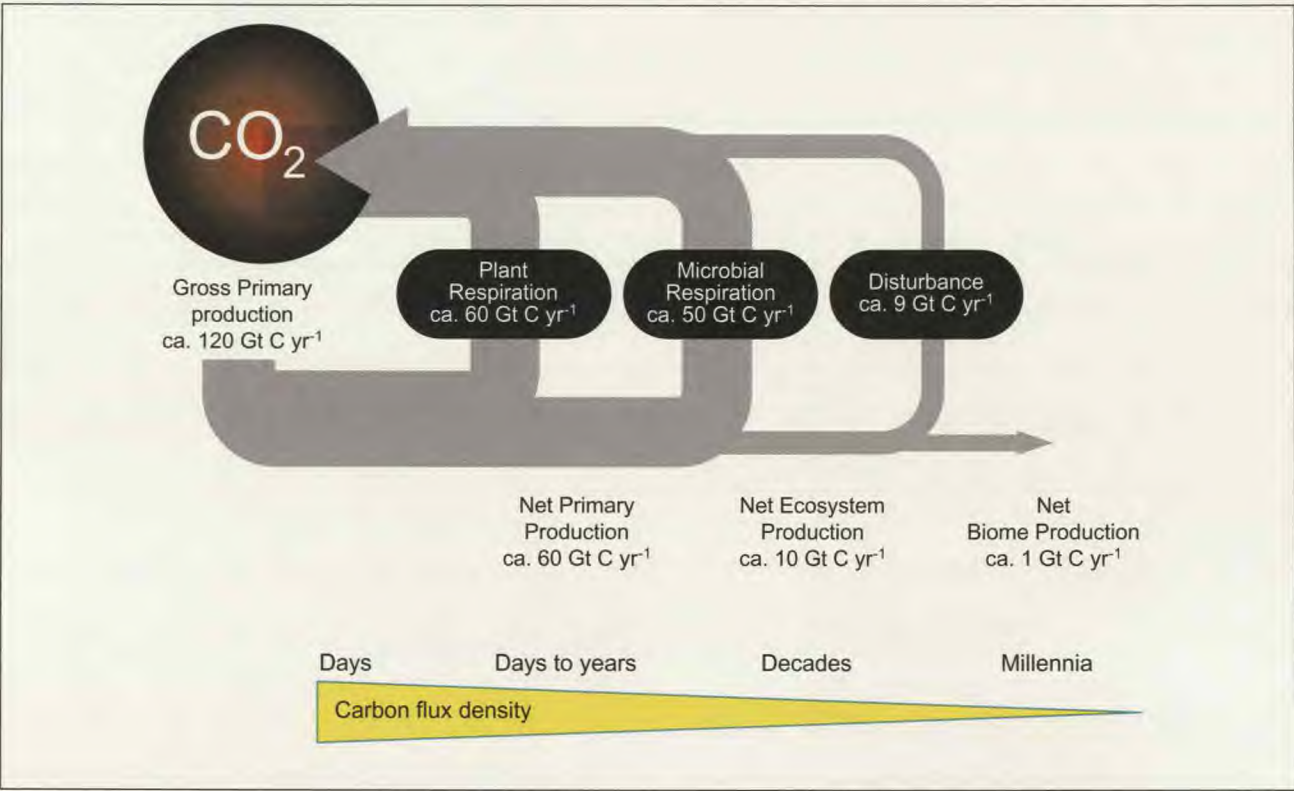 CO₂
Gross Primary
production
ca. 120 Gt C yr⁻¹
Plant
Respiration
ca. 60 Gt C yr⁻¹
Microbial
Respiration
ca. 50 Gt C yr⁻¹
Disturbance
ca. 9 Gt C yr⁻¹
Net Primary
Production
ca. 60 Gt C yr⁻¹
Net Ecosystem
Production
ca. 10 Gt C yr⁻¹
Net
Biome Production
ca. 1 Gt C yr⁻¹
Days
Days to years
Decades
Millennia
Carbon flux density